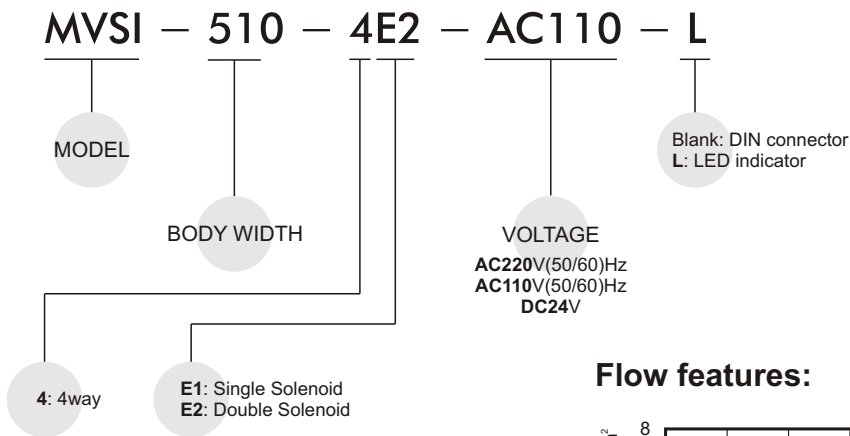 MVSI – 510 – 4E2 – AC110 – L
MODEL
BODY WIDTH
VOLTAGE
AC220V(50/60)Hz
AC110V(50/60)Hz
DC24V
Blank: DIN connector
L: LED indicator
4: 4way
E1: Single Solenoid
E2: Double Solenoid
Flow features:
8